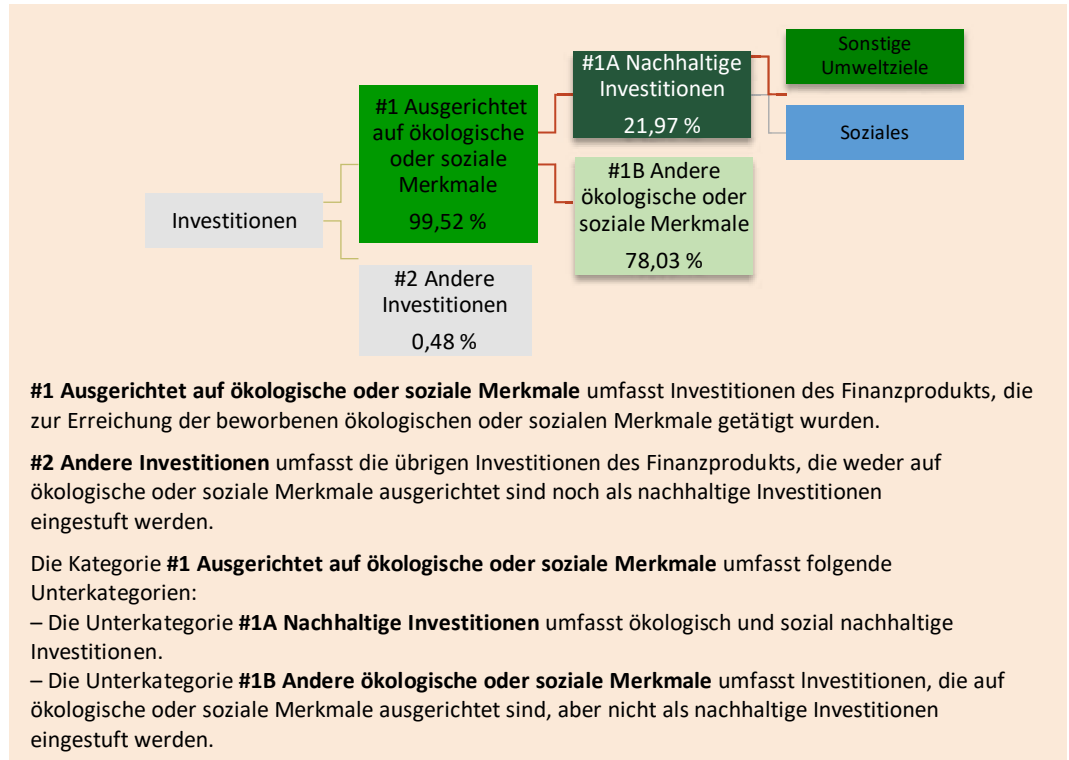 Sonstige
Umweltziele
#1A Nachhaltige
Investitionen
21,97 %
#1 Ausgerichtet
auf ökologische
oder soziale
Merkmale
99,52 %
Soziales
#1B Andere
ökologische oder
soziale Merkmale
78,03 %
Investitionen
#2 Andere
Investitionen
0,48 %
#1 Ausgerichtet auf ökologische oder soziale Merkmale umfasst Investitionen des Finanzprodukts, die
zur Erreichung der beworbenen ökologischen oder sozialen Merkmale getätigt wurden.
#2 Andere Investitionen umfasst die übrigen Investitionen des Finanzprodukts, die weder auf
ökologische oder soziale Merkmale ausgerichtet sind noch als nachhaltige Investitionen
eingestuft werden.
Die Kategorie #1 Ausgerichtet auf ökologische oder soziale Merkmale umfasst folgende
Unterkategorien:
– Die Unterkategorie #1A Nachhaltige Investitionen umfasst ökologisch und sozial nachhaltige
Investitionen.
– Die Unterkategorie #1B Andere ökologische oder soziale Merkmale umfasst Investitionen, die auf
ökologische oder soziale Merkmale ausgerichtet sind, aber nicht als nachhaltige Investitionen
eingestuft werden.